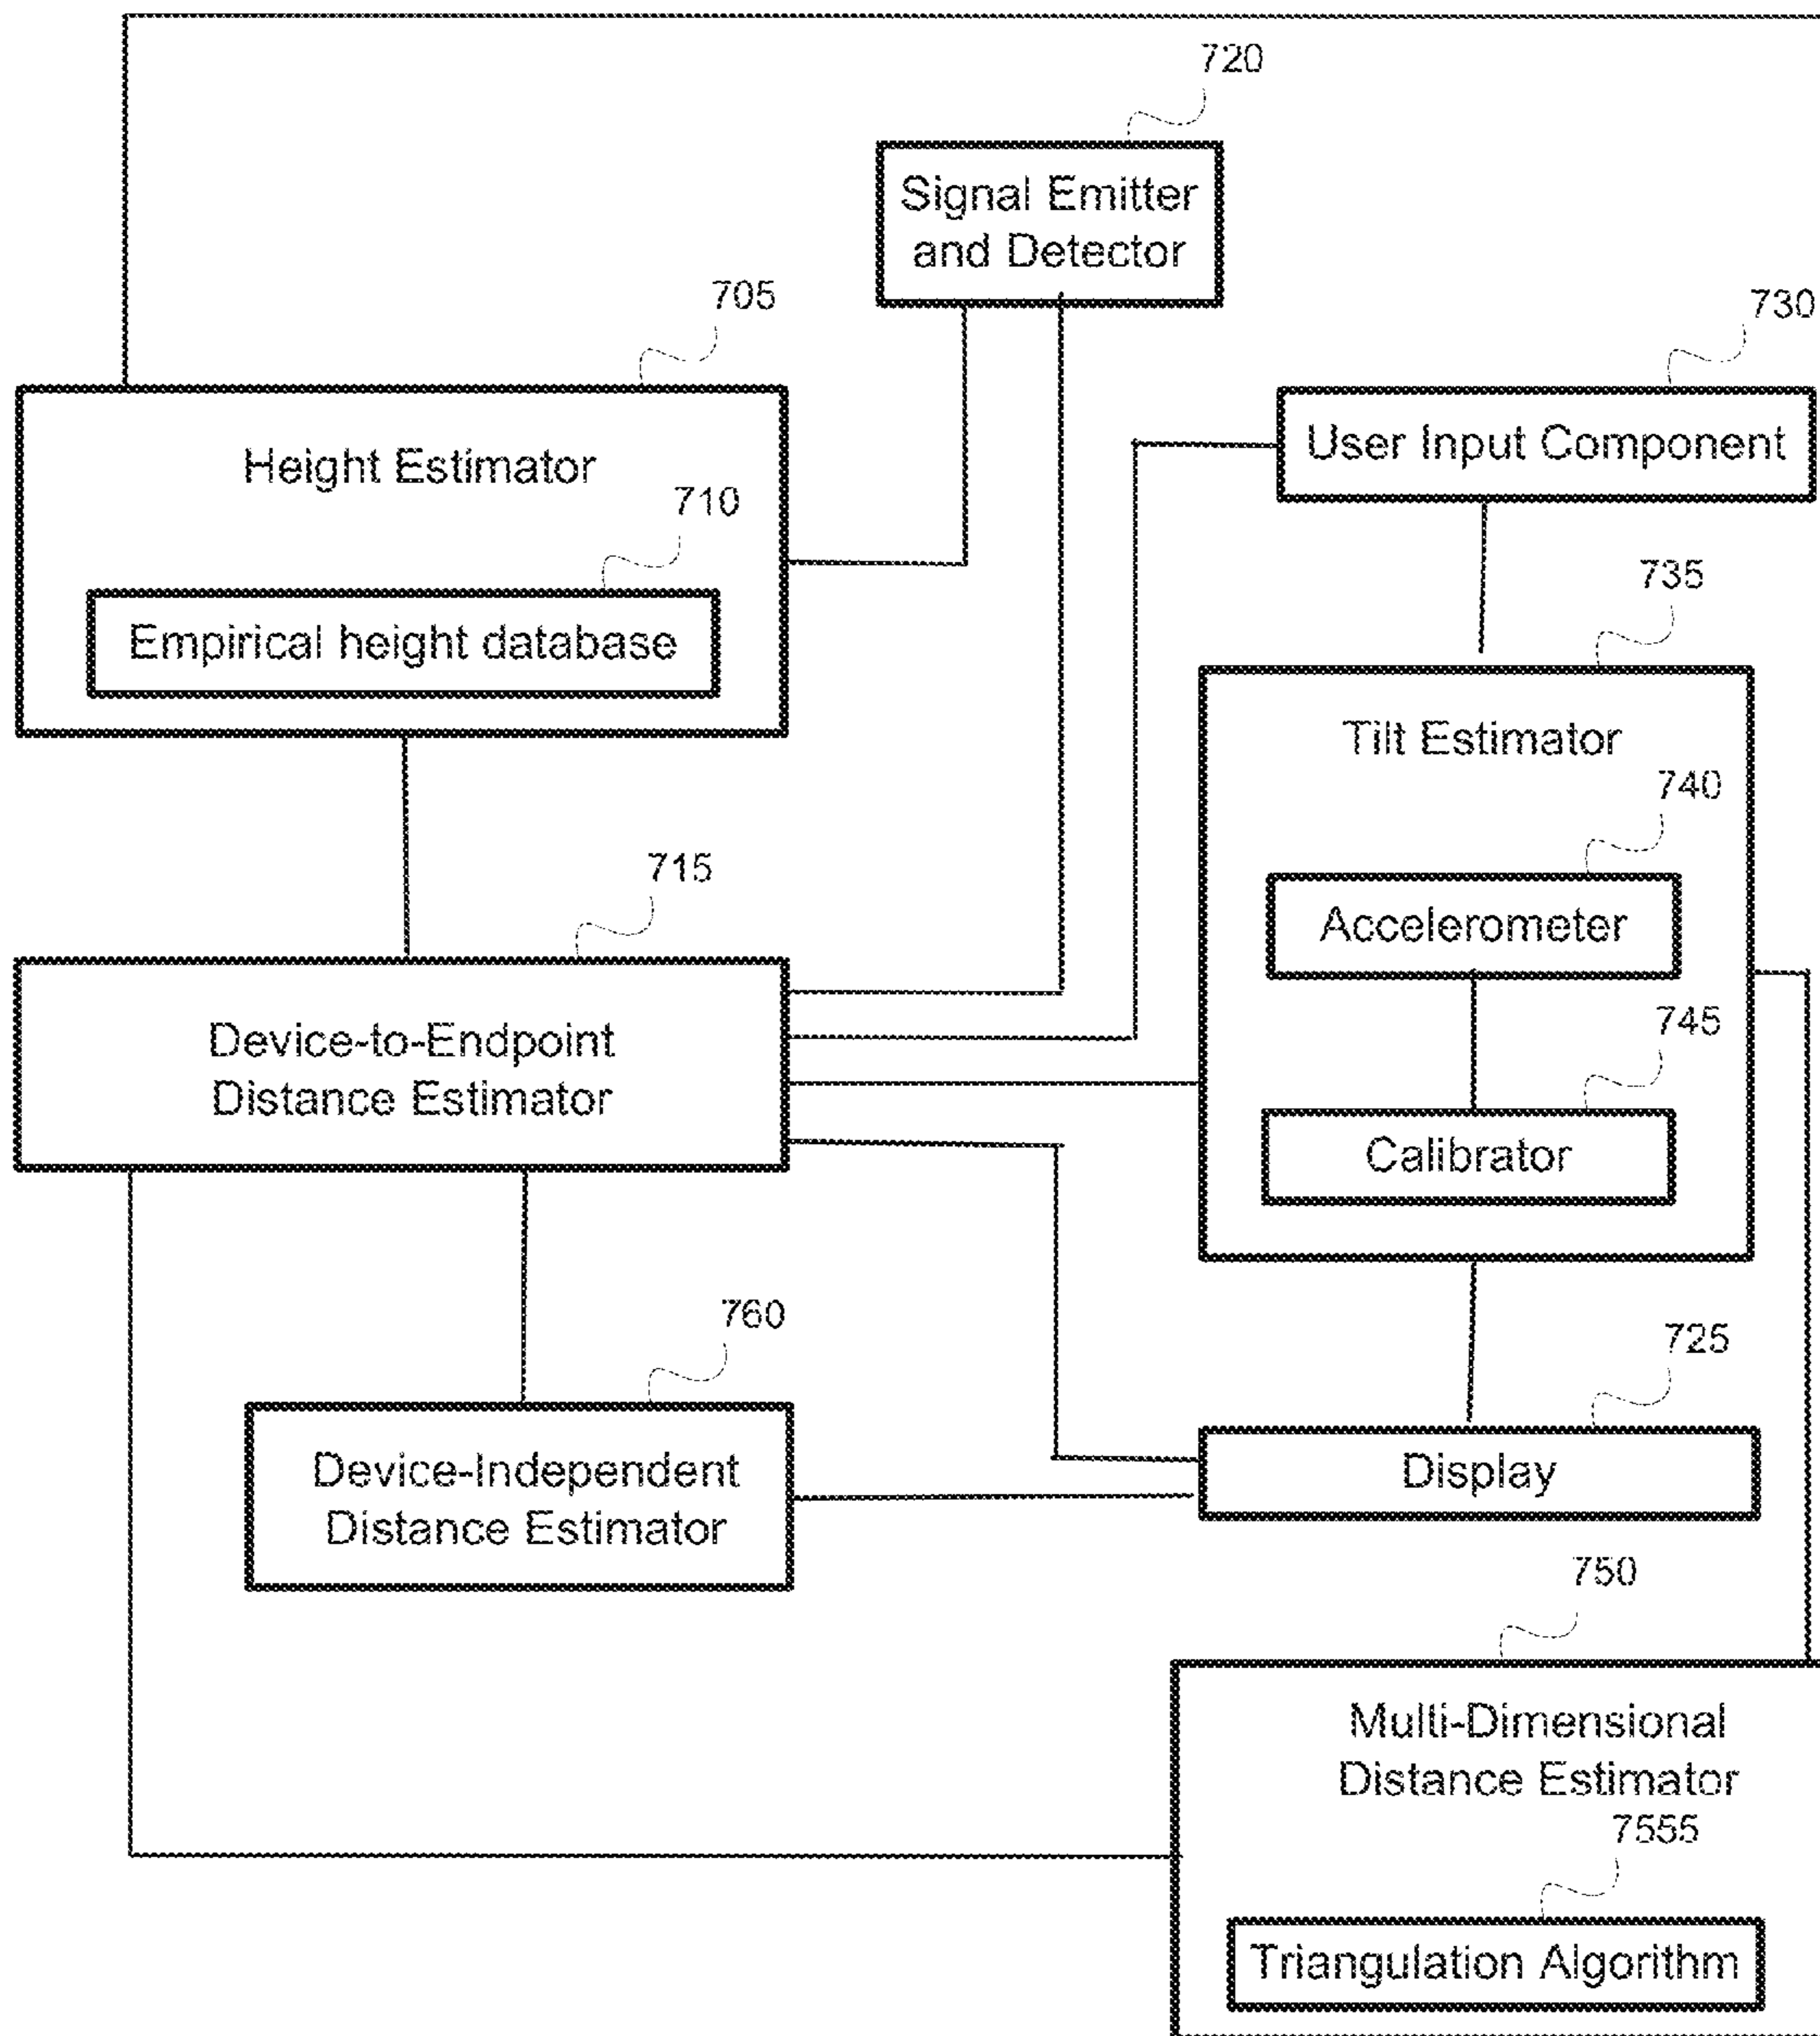 720
Signal Emitter
and Detector
705
730
Height Estimator
User Input Component
710
Empirical height database
735
Tilt Estimator
740
Accelerometer
715
Device-to-Endpoint
Distance Estimator
745
Calibrator
760
725
Device-Independent
Distance Estimator
Display
750
Multi-Dimensional
Distance Estimator
7555
Triangulation Algorithm